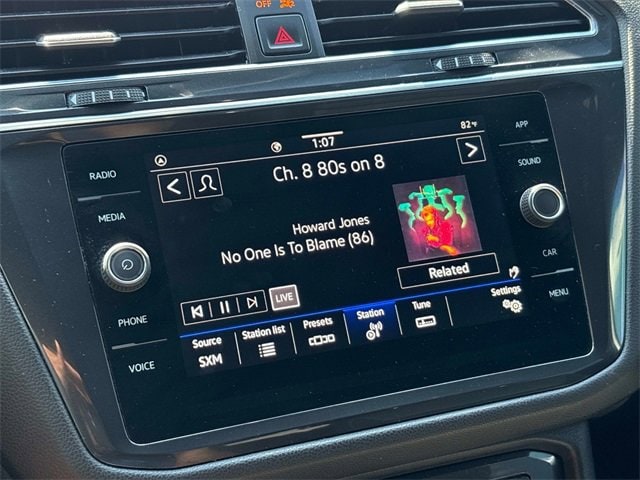 OFF
82°F
1:07
Ch. 8 80s on 8
Howard Jones
No One Is To Blame (86)
Related
LIVE
Source
SXM
Station list
Presets
Station
Tune
Settings
RADIO
MEDIA
PHONE
VOICE
APP
SOUND
CAR
MENU